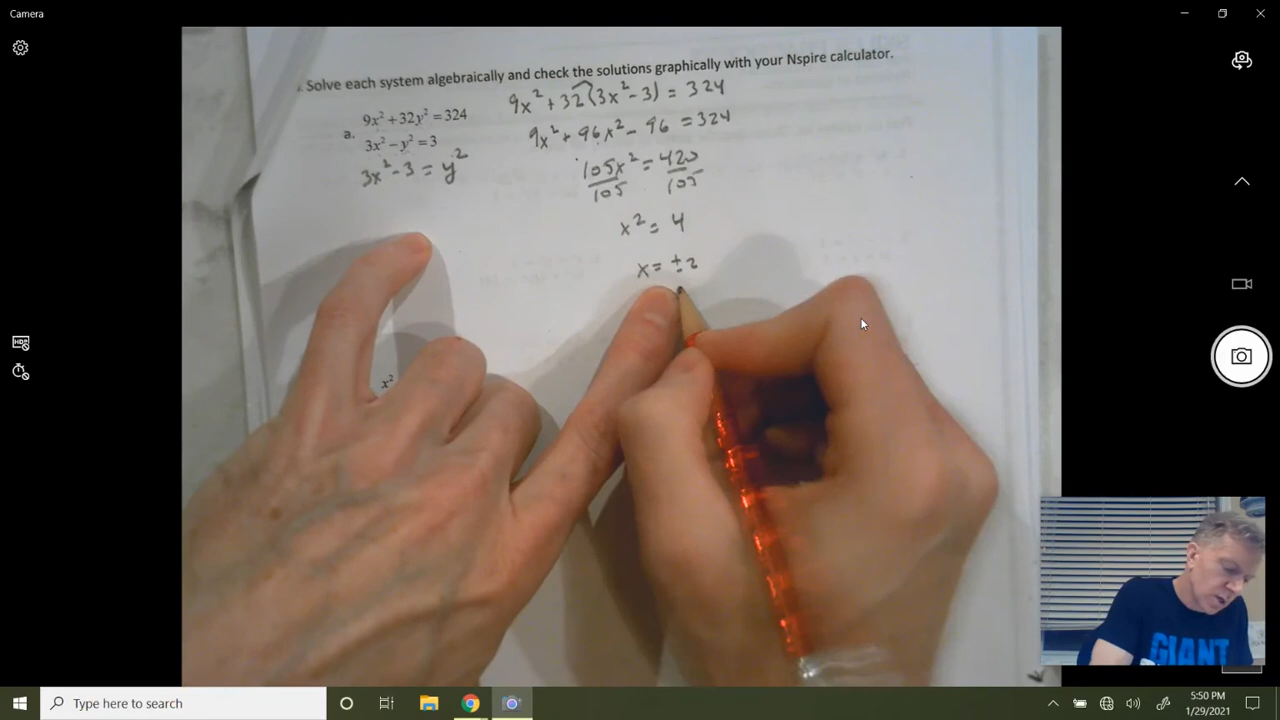 Camera
Solve each system algebraically and check the solutions graphically with your Nspire calculator.
a.
9x² + 32y² = 324
3x² − y² = 3
3x² - 3 = y²
9x² + 32(3x² - 3) = 324
9x² + 96x² - 96 = 324
105x² = 420
105 105
x² = 4
x = ±2
x²
GIANT
Type here to search
5:50 PM
1/29/2021